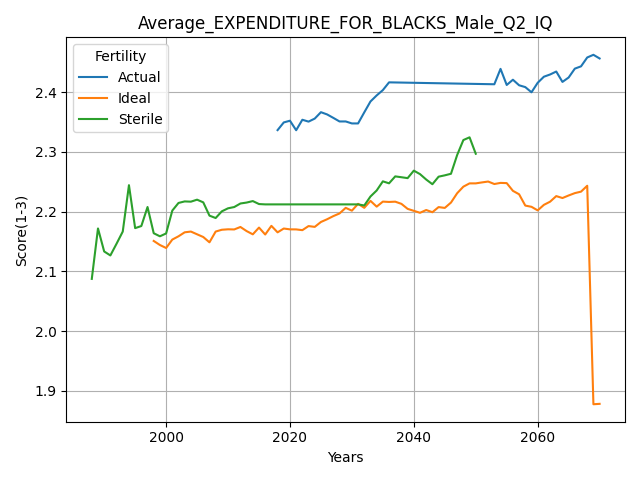 Average_EXPENDITURE_FOR_BLACKS_Male_Q2_IQ
Fertility
Actual
Ideal
Sterile
Score(1-3)
2.4
2.3
2.2
2.1
2.0
1.9
2000 2020 2040 2060
Years